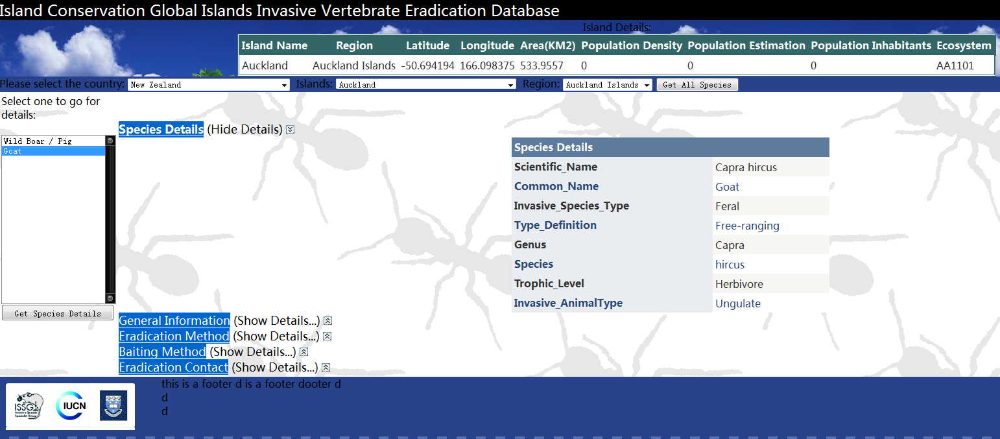 Island Conservation Global Islands Invasive Vertebrate Eradication Database
Island Details:
Island Name Region Latitude Longitude Area(KM2) Population Density Population Estimation Population Inhabitants Ecosystem
Auckland Auckland Islands -50.694194 166.098375 533.9557 0 0 0 AA1101
Please select the country: New Zealand Islands: Auckland Region: Auckland Islands Get All Species
Select one to go for
details:
Wild Boar / Pig
Goat
Get Species Details
Species Details (Hide Details)
Species Details
Scientific_Name Capra hircus
Common_Name Goat
Invasive_Species_Type Feral
Type_Definition Free-ranging
Genus Capra
Species hircus
Trophic_Level Herbivore
Invasive_AnimalType Ungulate
General Information (Show Details...)
Eradication Method (Show Details...)
Baiting Method (Show Details...)
Eradication Contact (Show Details...)
this is a footer d is a footer dooter d
d
d
ISSG
Invasive Species
Specialist Group
IUCN